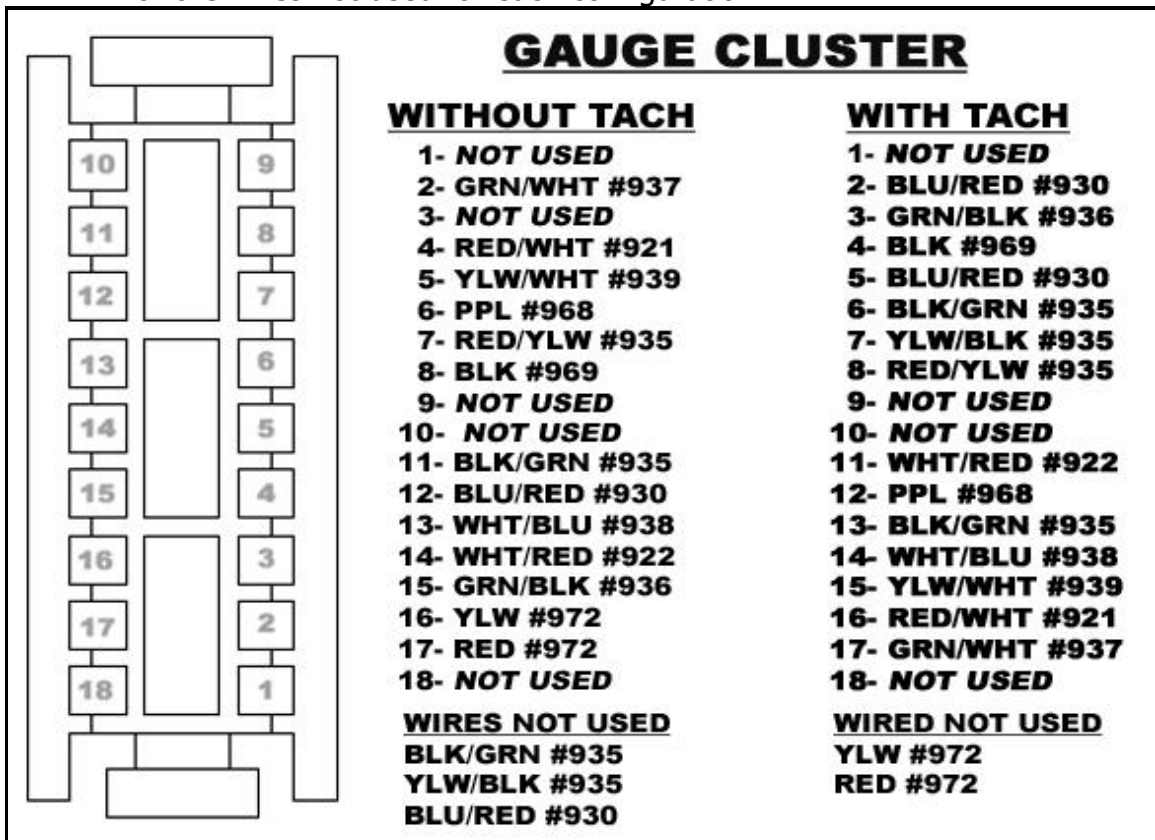 GAUGE CLUSTER
10
11
12
13
14
15
16
17
18
9
8
7
6
5
4
3
2
1
WITHOUT TACH
1- NOT USED
2- GRN/WHT #937
3- NOT USED
4- RED/WHT #921
5- YLW/WHT #939
6- PPL #968
7- RED/YLW #935
8- BLK #969
9- NOT USED
10- NOT USED
11- BLK/GRN #935
12- BLU/RED #930
13- WHT/BLU #938
14- WHT/RED #922
15- GRN/BLK #936
16- YLW #972
17- RED #972
18- NOT USED
WIRES NOT USED
BLK/GRN #935
YLW/BLK #935
BLU/RED #930
WITH TACH
1- NOT USED
2- BLU/RED #930
3- GRN/BLK #936
4- BLK #969
5- BLU/RED #930
6- BLK/GRN #935
7- YLW/BLK #935
8- RED/YLW #935
9- NOT USED
10- NOT USED
11- WHT/RED #922
12- PPL #968
13- BLK/GRN #935
14- WHT/BLU #938
15- YLW/WHT #939
16- RED/WHT #921
17- GRN/WHT #937
18- NOT USED
WIRED NOT USED
YLW #972
RED #972